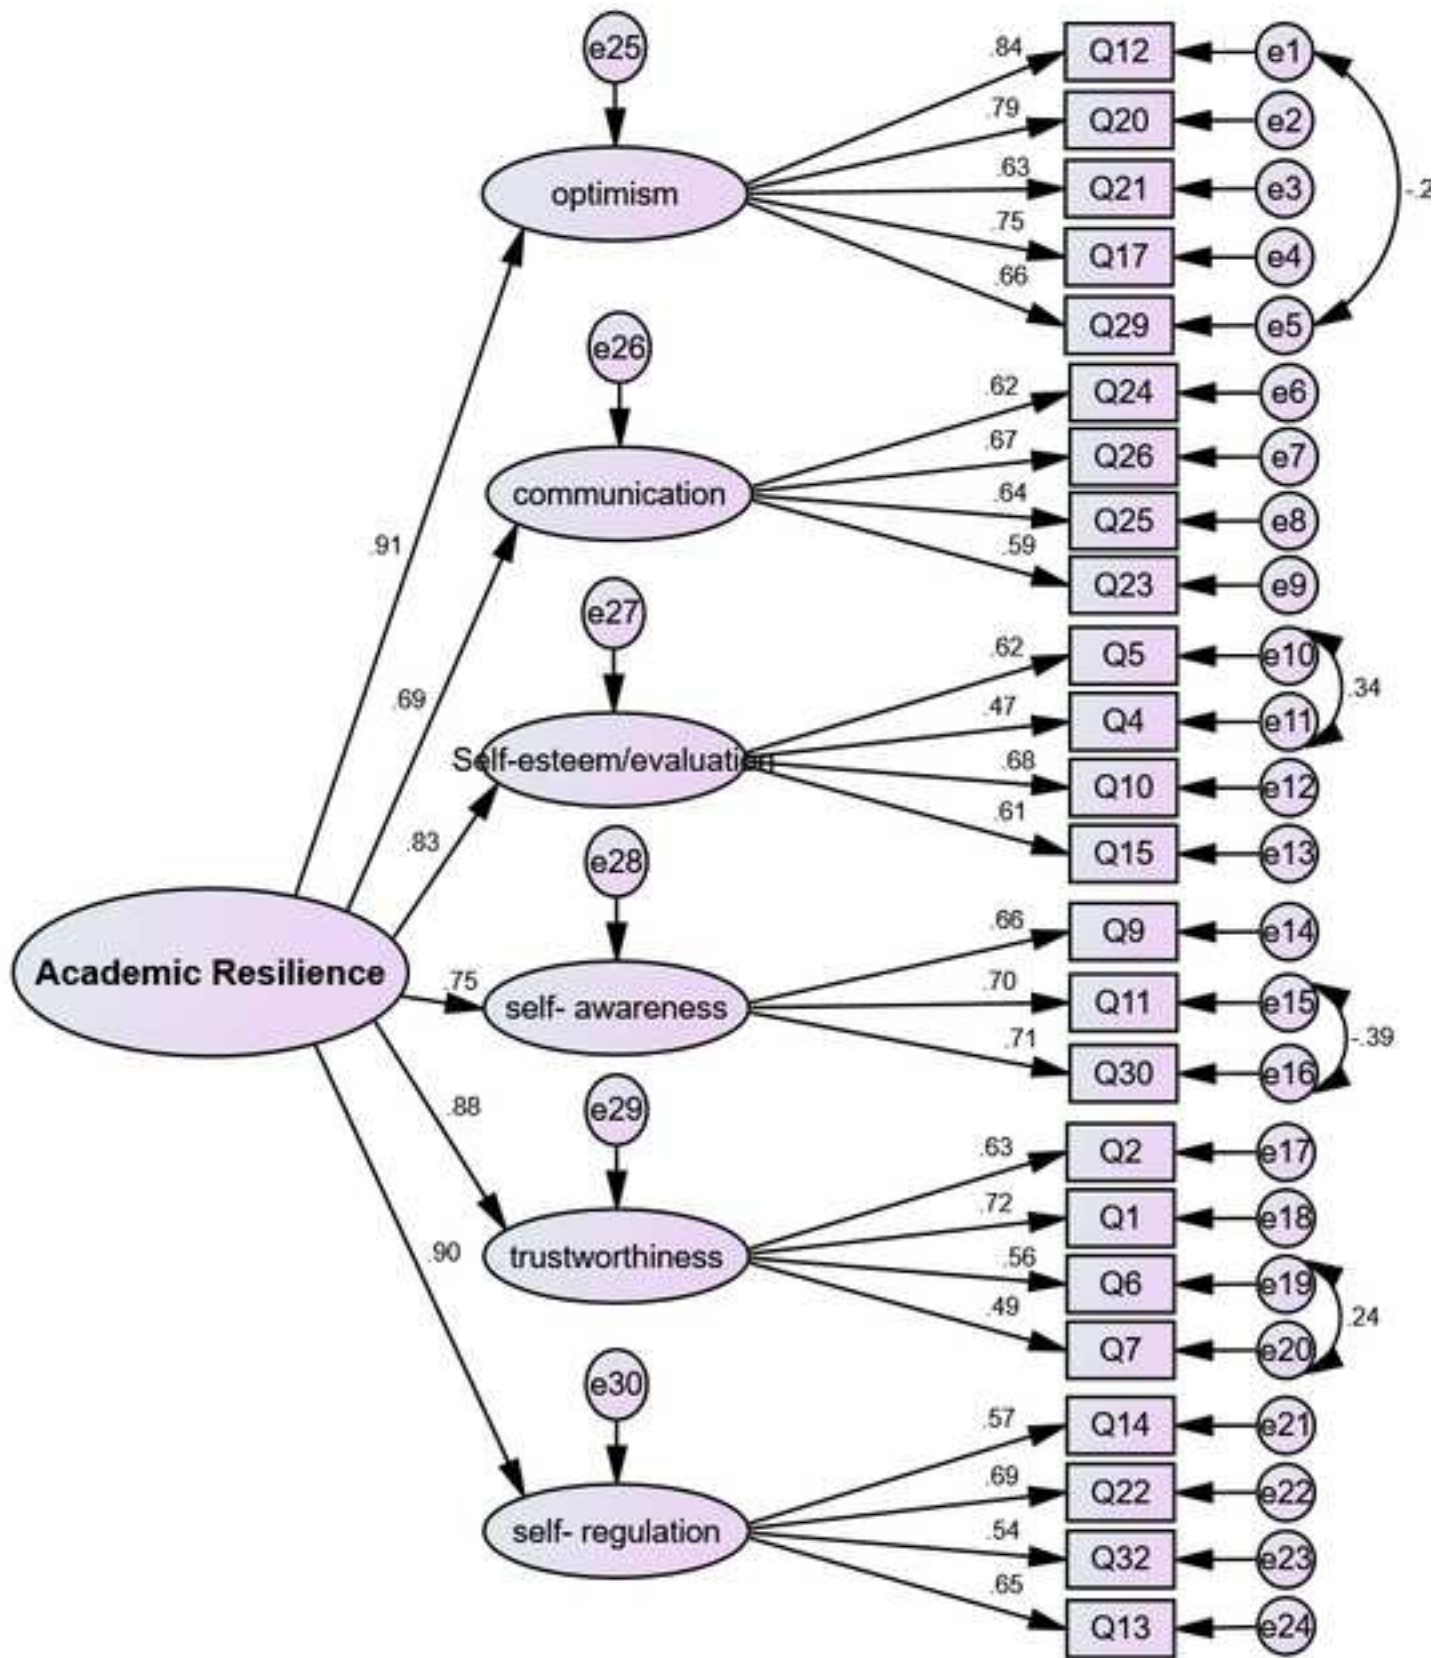 e25
.84
Q12
e1
.79
Q20
e2
.63
Q21
e3
-.2
optimism
.75
Q17
e4
.66
Q29
e5
e26
.62
Q24
e6
.67
Q26
e7
communication
.64
Q25
e8
.91
.59
Q23
e9
e27
.62
Q5
e10
.34
.69
.47
Q4
e11
Self-esteem/evaluation
.68
Q10
e12
.83
.61
Q15
e13
e28
.66
Q9
e14
Academic Resilience
.75
self- awareness
.70
Q11
e15
-.39
.71
Q30
e16
.88
e29
.63
Q2
e17
.72
Q1
e18
.90
trustworthiness
.56
Q6
e19
.24
.49
Q7
e20
e30
.57
Q14
e21
.69
Q22
e22
self- regulation
.54
Q32
e23
.65
Q13
e24